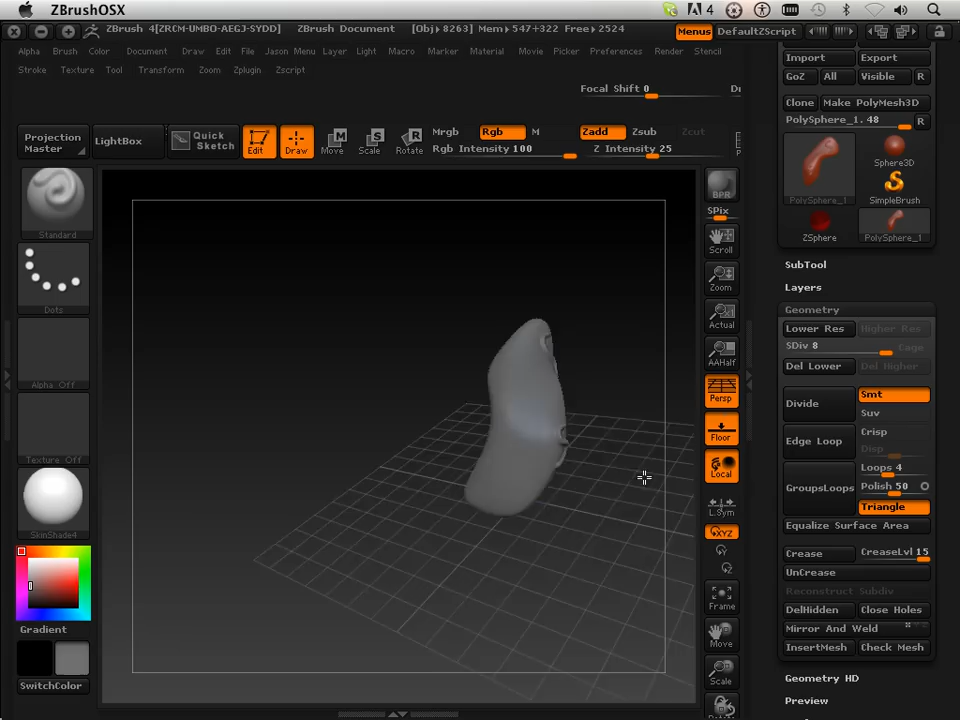 ZBrushOSX
4
ZBrush 4[ZRCM-UMBO-AEGJ-SYDD] ZBrush Document [Obj>8263] Mem>547+322 Free>2524 Menus DefaultZScript
Alpha Brush Color Document Draw Edit File Jason Menu Layer Light Macro Marker Material Movie Picker Preferences Render Stencil
Stroke Texture Tool Transform Zoom Zplugin Zscript
Focal Shift 0
Projection Master
LightBox
Quick Sketch
Edit
Draw
Move
Scale
Rotate
Mrgb Rgb M
Rgb Intensity 100
Zadd Zsub Zcut
Z Intensity 25
Standard
Dots
Alpha Off
Texture Off
SkinShade4
Gradient
SwitchColor
BPR
SPix
Scroll
Zoom
Actual
AAHalf
Persp
Floor
Local
L.Sym
XYZ
Frame
Move
Scale
Import Export
GoZ All Visible R
Clone Make PolyMesh3D
PolySphere_1. 48 R
PolySphere_1
Sphere3D
SimpleBrush
ZSphere
PolySphere_1
SubTool
Layers
Geometry
Lower Res Higher Res
SDiv 8 Cage
Del Lower Del Higher
Divide Smt
Suv
Edge Loop Crisp
Disp
Loops 4
GroupsLoops Polish 50
Triangle
Equalize Surface Area
Crease CreaseLvl 15
UnCrease
Reconstruct Subdiv
DelHidden Close Holes
Mirror And Weld
InsertMesh Check Mesh
Geometry HD
Preview